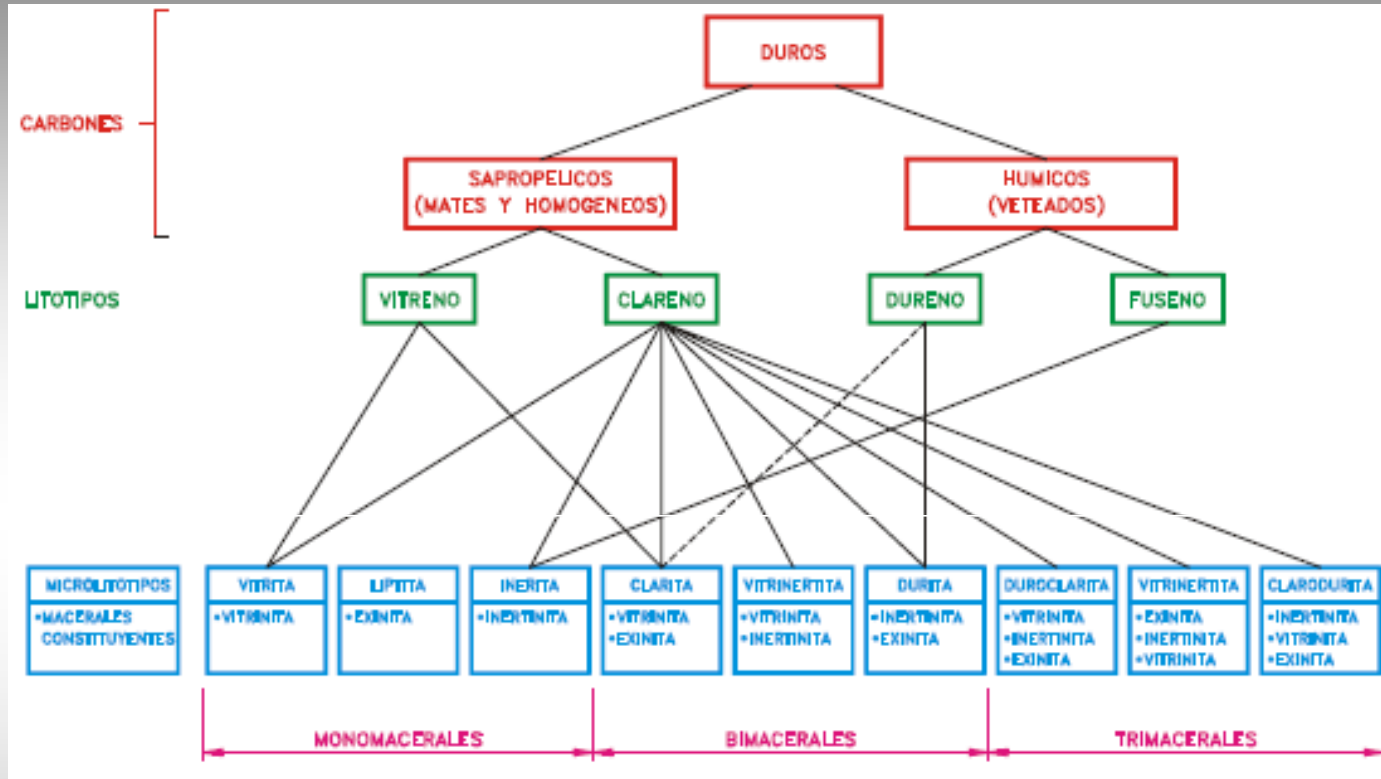 DUROS
CARBONES
SAPROPELICOS
(MATES Y HOMOGENEOS)
HUMICOS
(VETEADOS)
LITOTIPOS
VITRENO
CLARENO
DURENO
FUSENO
MICROLITOTIPOS
•MACERALES
CONSTITUYENTES
VITRITA
•VITRINITA
LIPTITA
•EXINITA
INERITA
•INERTINITA
CLARITA
•VITRINITA
•EXINITA
VITRINERTITA
•VITRINITA
•INERTINITA
DURITA
•INERTINITA
•EXINITA
DUROCLARITA
•VITRINITA
•INERTINITA
•EXINITA
VITRINERTITA
•EXINITA
•INERTINITA
•VITRINITA
CLARODURITA
•INERTINITA
•VITRINITA
•EXINITA
MONOMACERALES
BIMACERALES
TRIMACERALES